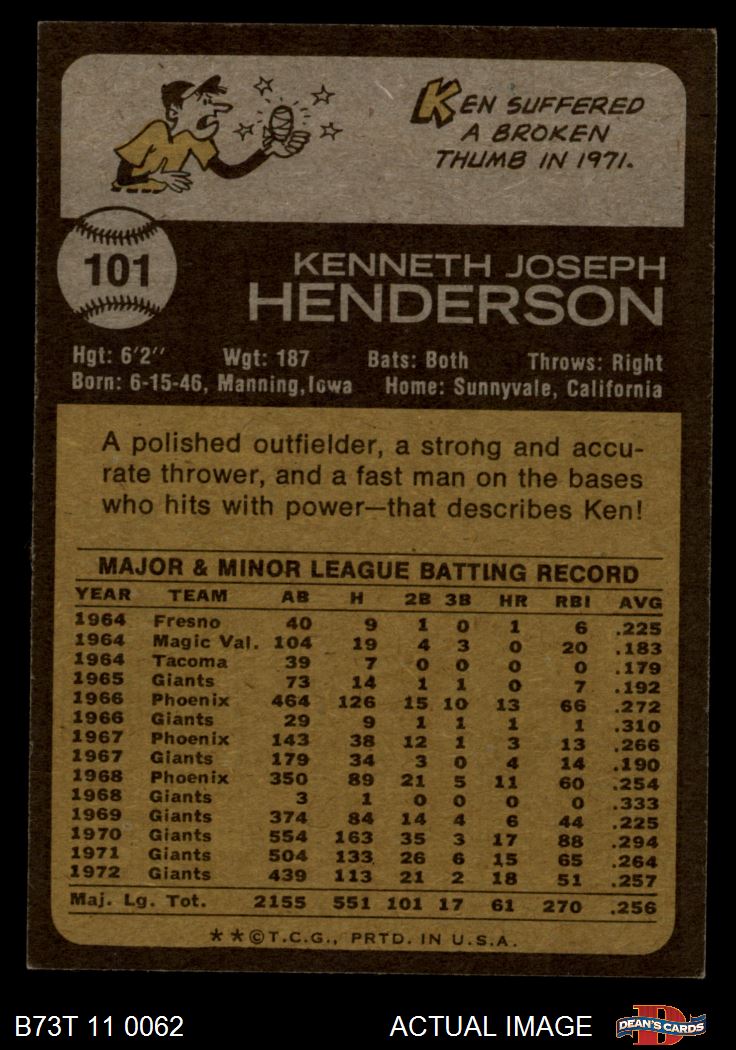 KEN SUFFERED
A BROKEN
THUMB IN 1971.
101
KENNETH JOSEPH
HENDERSON
Hgt: 6'2" Wgt: 187 Bats: Both Throws: Right
Born: 6-15-46, Manning, Iowa Home: Sunnyvale, California
A polished outfielder, a strong and accu-
rate thrower, and a fast man on the bases
who hits with power—that describes Ken!
MAJOR & MINOR LEAGUE BATTING RECORD
YEAR TEAM AB H 2B 3B HR RBI AVG
1964 Fresno 40 9 1 0 1 6 .225
1964 Magic Val. 104 19 4 3 0 20 .183
1964 Tacoma 39 7 0 0 0 0 .179
1965 Giants 73 14 1 1 0 7 .192
1966 Phoenix 464 126 15 10 13 66 .272
1966 Giants 29 9 1 1 1 1 .310
1967 Phoenix 143 38 12 1 3 13 .266
1967 Giants 179 34 3 0 4 14 .190
1968 Phoenix 350 89 21 5 11 60 .254
1968 Giants 3 1 0 0 0 0 .333
1969 Giants 374 84 14 4 6 44 .225
1970 Giants 554 163 35 3 17 88 .294
1971 Giants 504 133 26 6 15 65 .264
1972 Giants 439 113 21 2 18 51 .257
Maj. Lg. Tot. 2155 551 101 17 61 270 .256
★★©T.C.G., PRTD. IN U.S.A.
B73T 11 0062 ACTUAL IMAGE DEAN'S CARDS